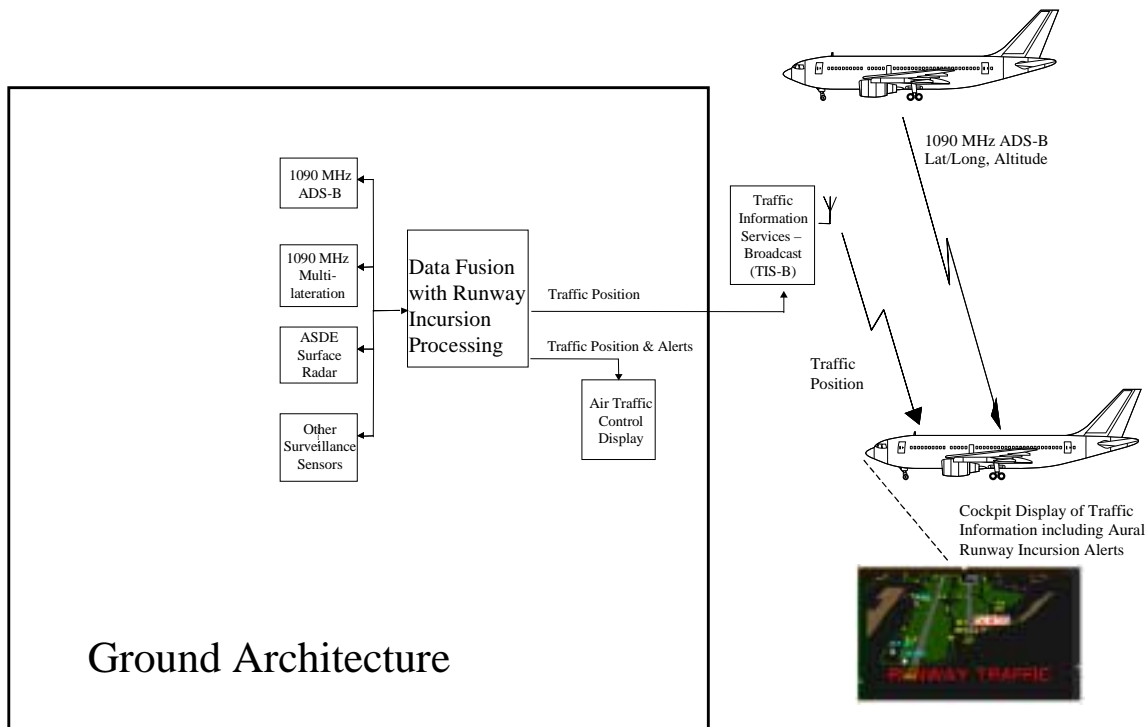 1090 MHz ADS-B
Lat/Long, Altitude
1090 MHz
ADS-B
1090 MHz
Multi-
lateration
ASDE
Surface
Radar
Other
Surveillance
Sensors
Data Fusion
with Runway
Incursion
Processing
Traffic Position
Traffic Position & Alerts
Air Traffic
Control
Display
Traffic
Information
Services –
Broadcast
(TIS-B)
Traffic
Position
Cockpit Display of Traffic
Information including Aural
Runway Incursion Alerts
RUNWAY TRAFFIC
Ground Architecture